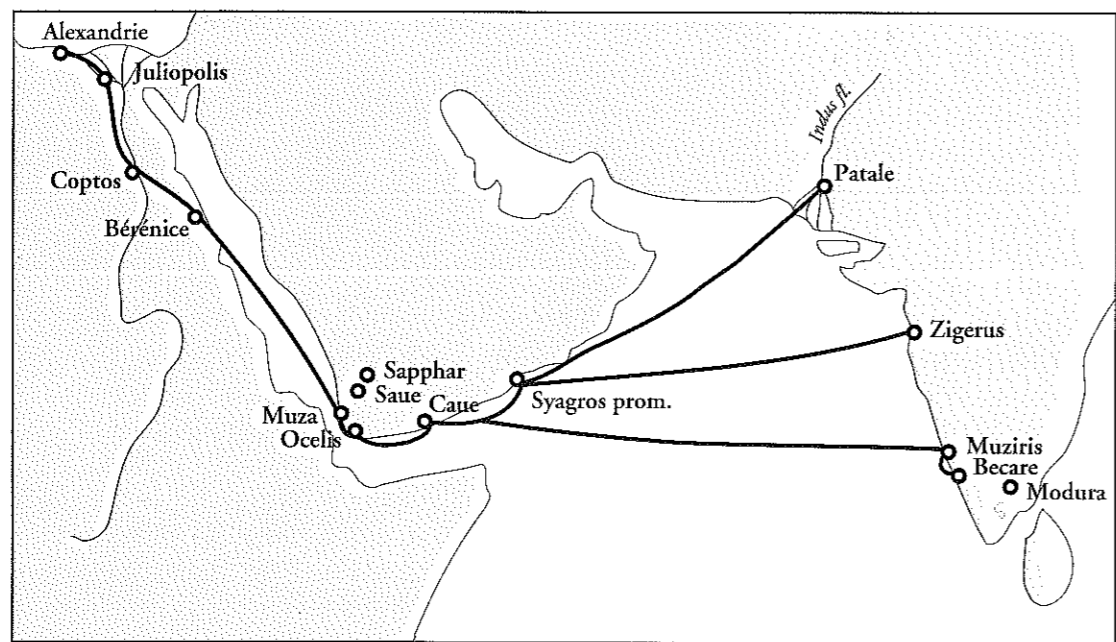 Alexandrie
Juliopolis
Indus fl.
Coptos
Patale
Bérénice
Zigerus
Sapphar
Saue
Caue
Syagros prom.
Muza
Ocelis
Muziris
Becare
Modura